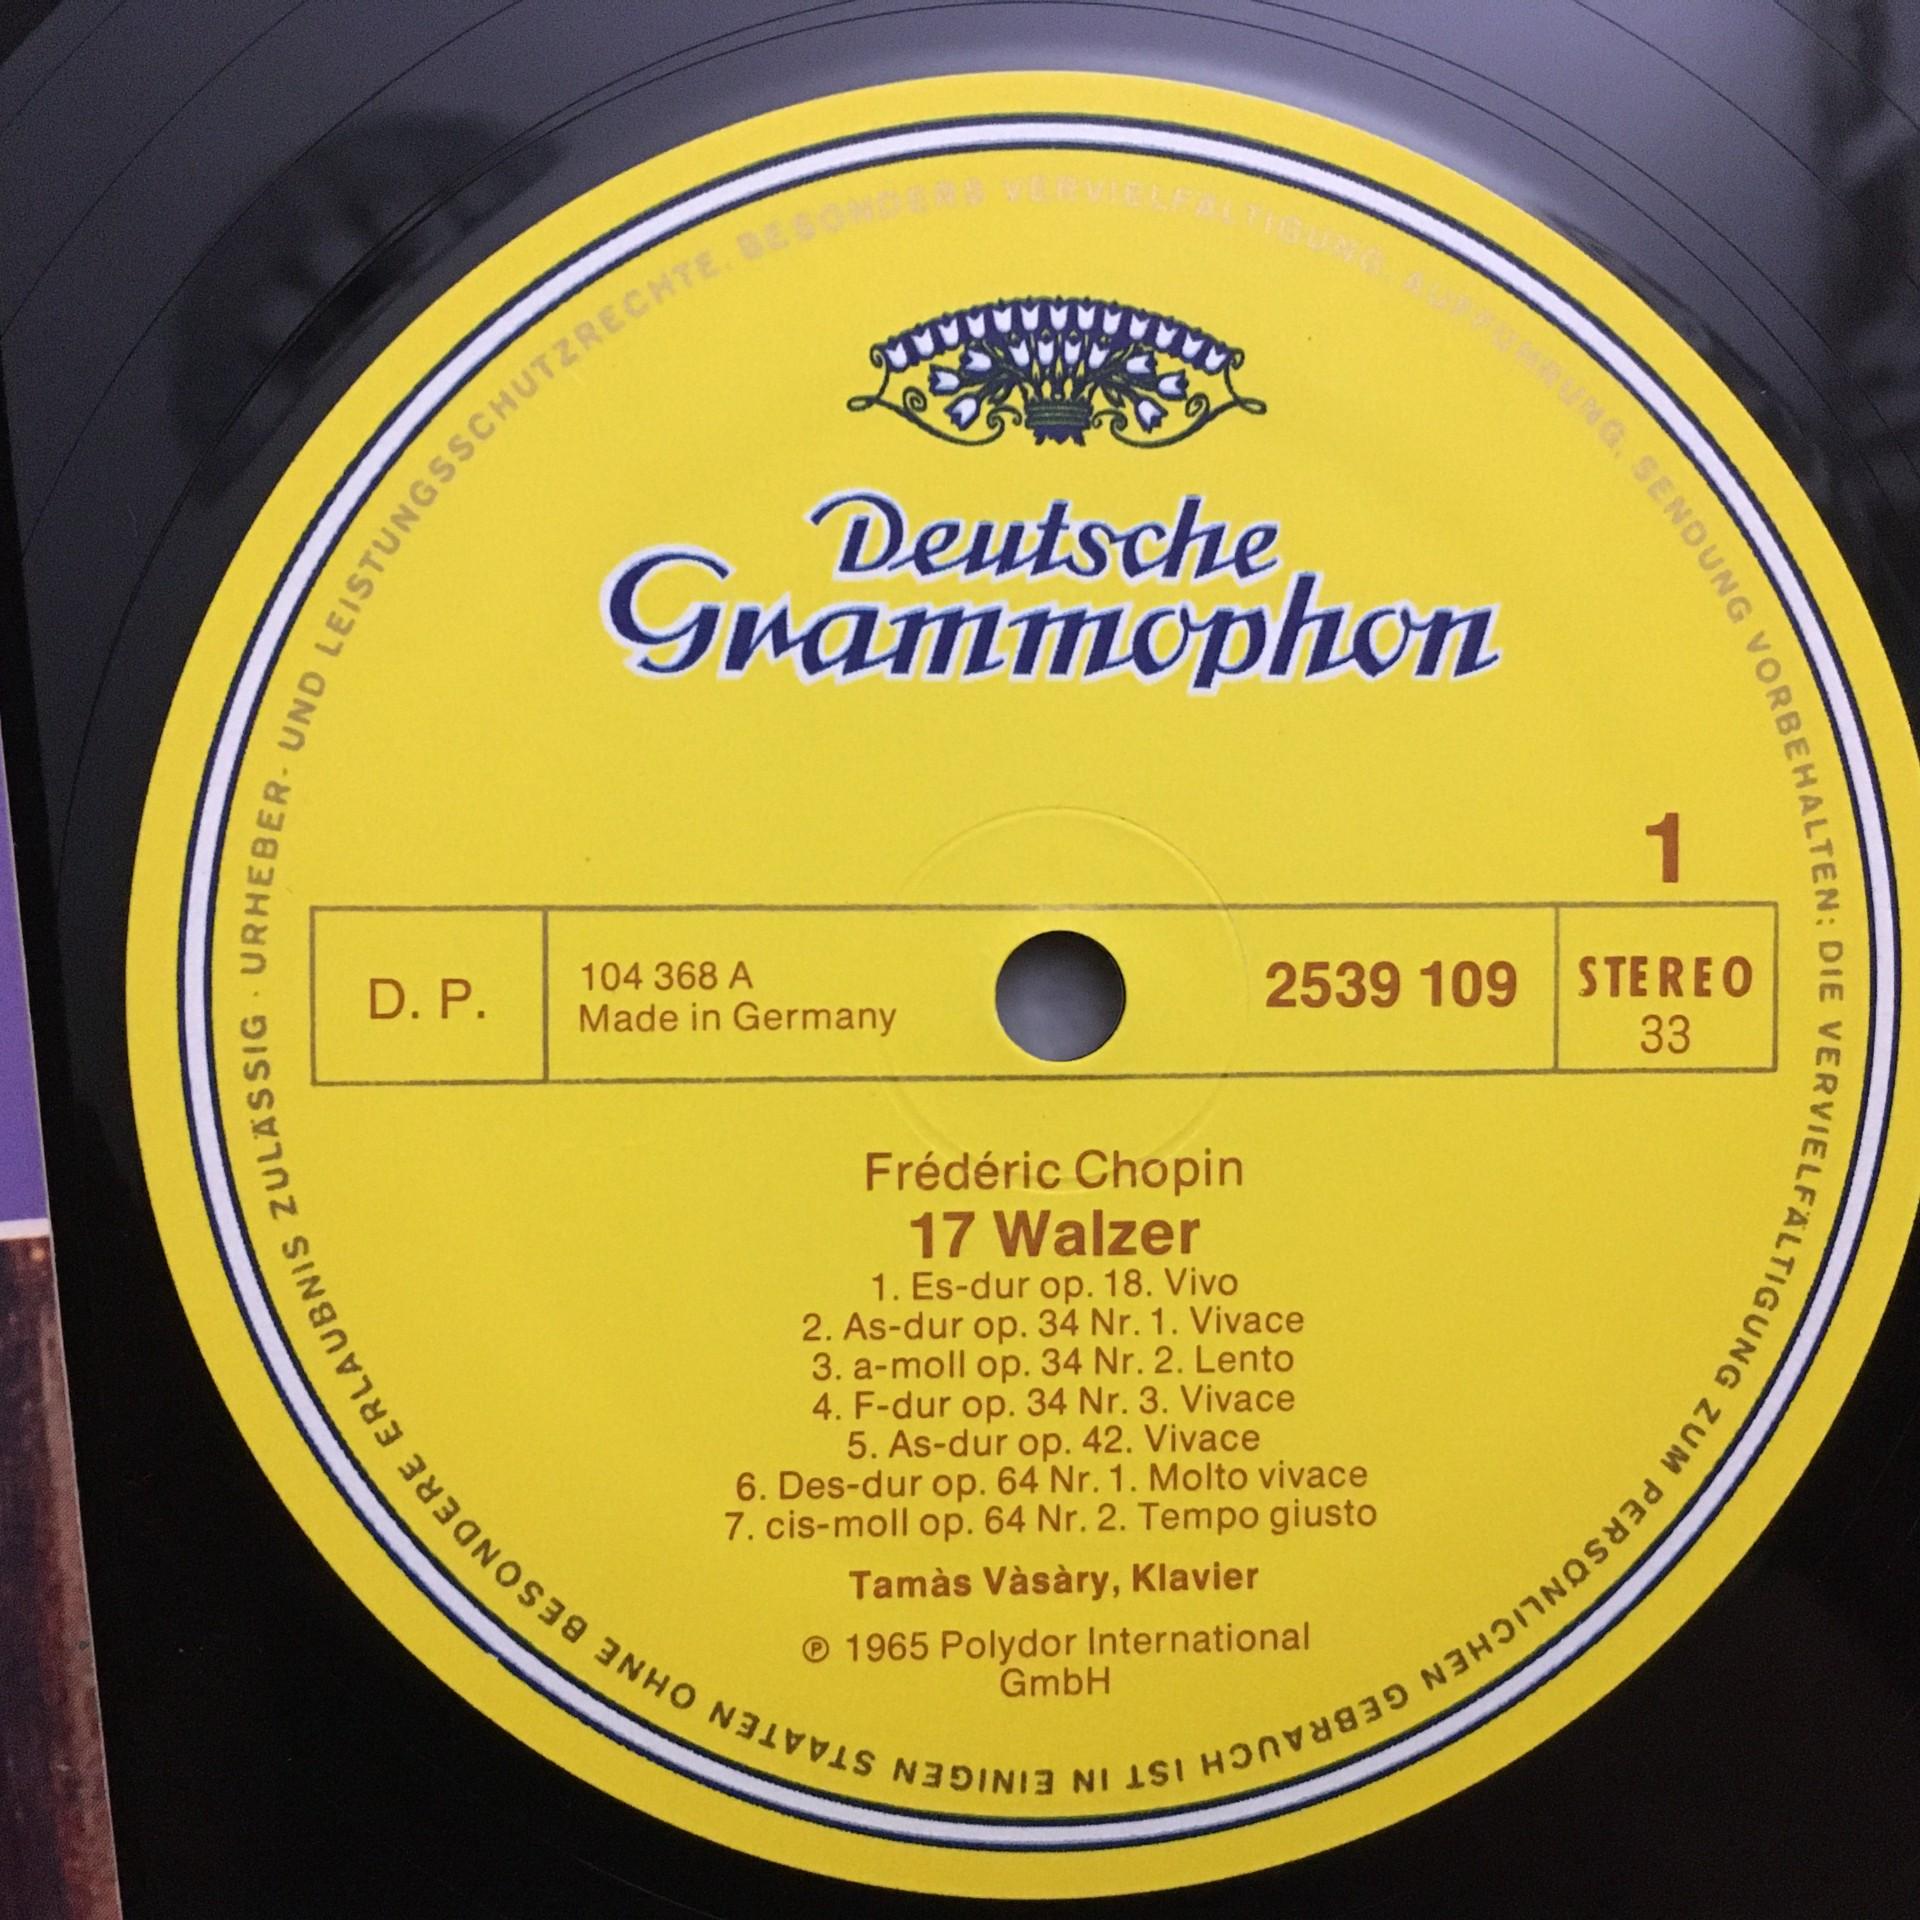 Deutsche
Grammophon
1
D. P.
104 368 A
Made in Germany
2539 109
STEREO
33
Frédéric Chopin
17 Walzer
1. Es-dur op. 18. Vivo
2. As-dur op. 34 Nr. 1. Vivace
3. a-moll op. 34 Nr. 2. Lento
4. F-dur op. 34 Nr. 3. Vivace
5. As-dur op. 42. Vivace
6. Des-dur op. 64 Nr. 1. Molto vivace
7. cis-moll op. 64 Nr. 2. Tempo giusto
Tamàs Vàsàry, Klavier
℗ 1965 Polydor International
GmbH
· URHEBER- UND LEISTUNGSSCHUTZRECHTE, BESONDERS VERVIELFÄLTIGUNG, AUFFÜHRUNG, SENDUNG VORBEHALTEN: DIE VERVIELFÄLTIGUNG ZUM PERSÖNLICHEN GEBRAUCH IST IN EINIGEN STAATEN OHNE BESONDERE ERLAUBNIS ZULÄSSIG